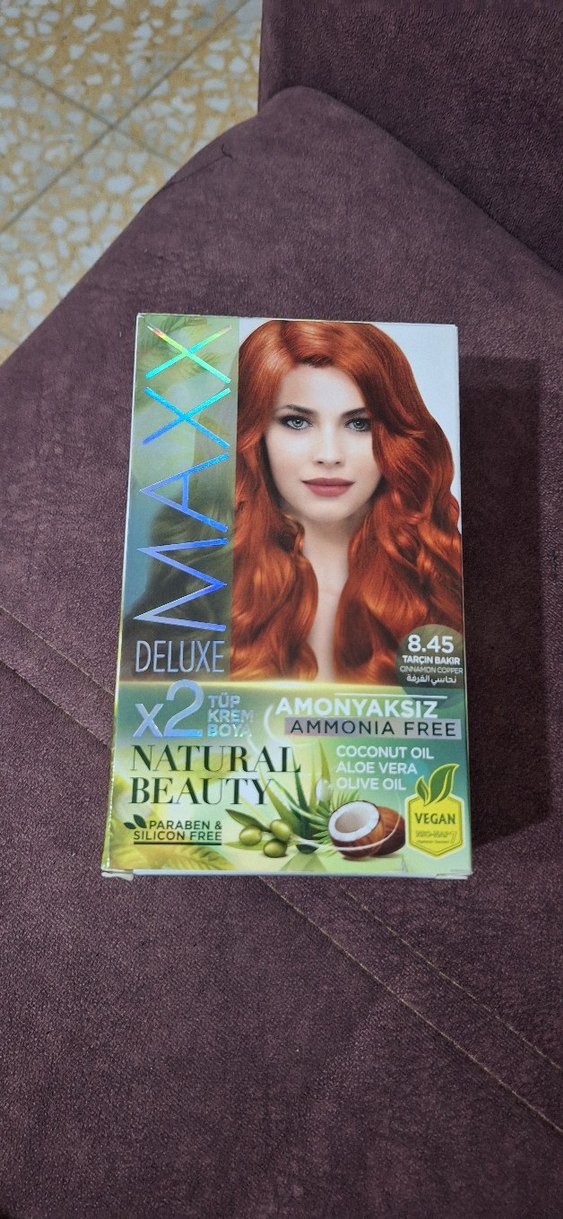 MAXX
DELUXE
8.45
TARÇIN BAKIR
CINNAMON COPPER
نحاسي القرفة
x2 TÜP
KREM
BOYA
AMONYAKSIZ
AMMONIA FREE
NATURAL
BEAUTY
COCONUT OIL
ALOE VERA
OLIVE OIL
PARABEN &
SILICON FREE
VEGAN